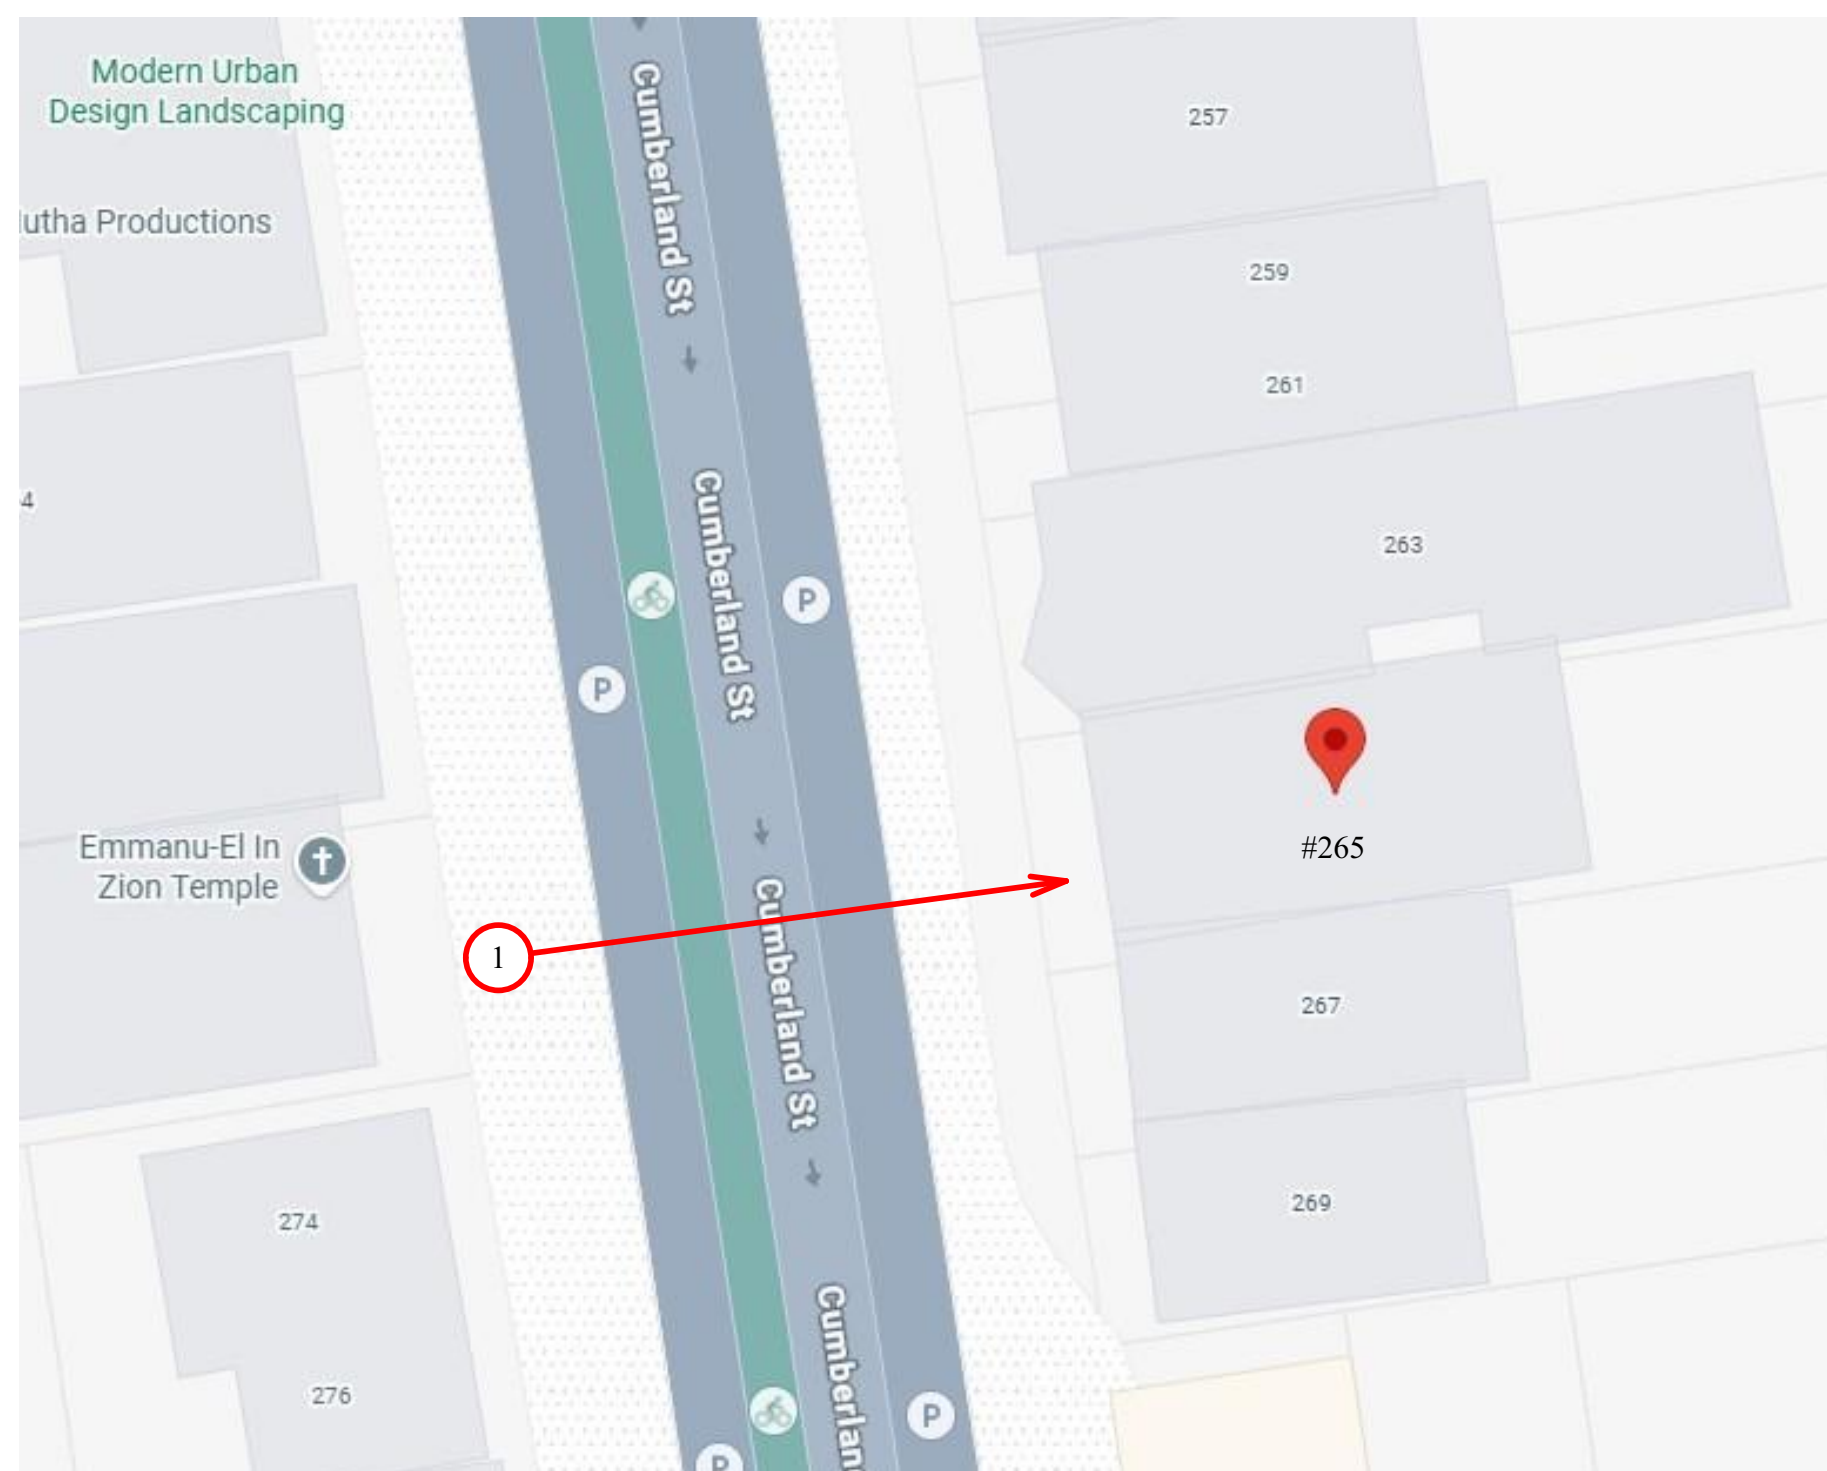 Modern Urban
Design Landscaping
utha Productions
Cumberland St
257
259
261
4
Cumberland St
P
263
P
#265
Emmanu-El In
Zion Temple
Cumberland St
1
267
269
274
276
Cumberlan
P
P